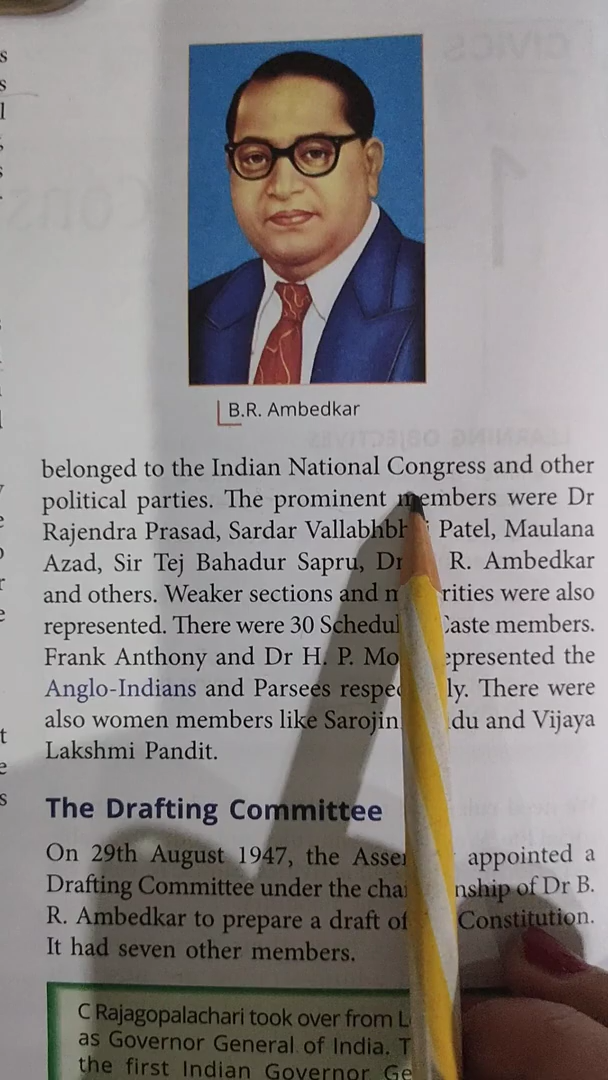 B.R. Ambedkar
belonged to the Indian National Congress and other
political parties. The prominent members were Dr
Rajendra Prasad, Sardar Vallabhbh i Patel, Maulana
Azad, Sir Tej Bahadur Sapru, Dr R. Ambedkar
and others. Weaker sections and m rities were also
represented. There were 30 Schedul Caste members.
Frank Anthony and Dr H. P. Mo epresented the
Anglo-Indians and Parsees respec ly. There were
also women members like Sarojin du and Vijaya
Lakshmi Pandit.
The Drafting Committee
On 29th August 1947, the Asse appointed a
Drafting Committee under the cha nship of Dr B.
R. Ambedkar to prepare a draft of Constitution.
It had seven other members.
C Rajagopalachari took over from L
as Governor General of India. T
the first Indian Governor Ge